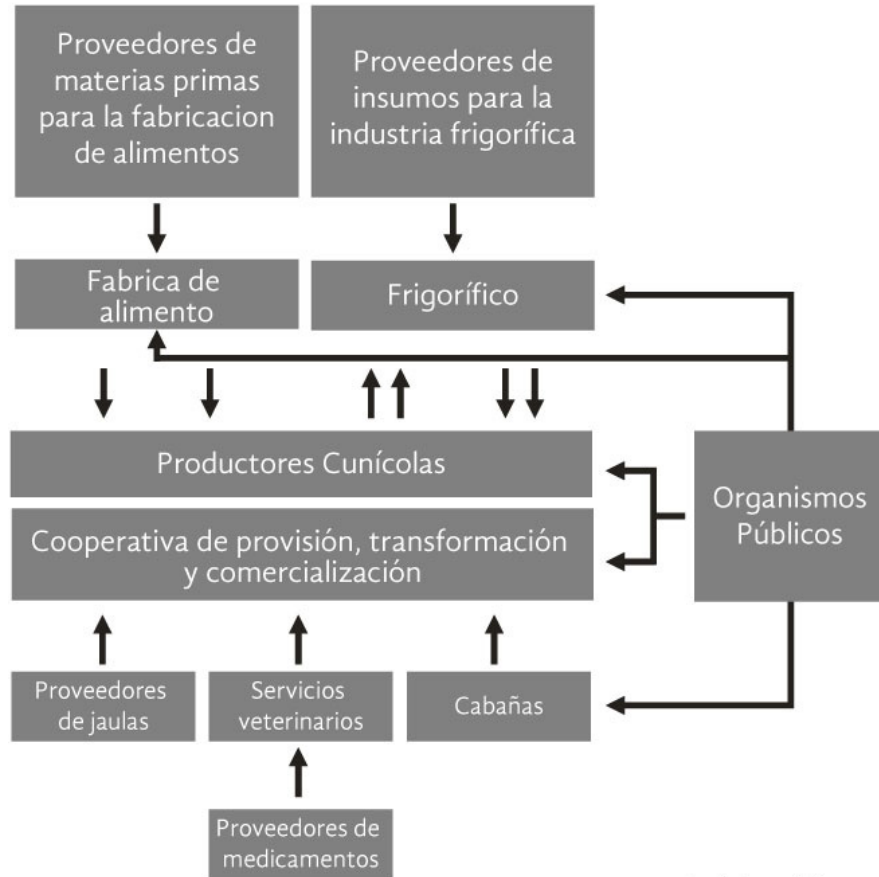 Proveedores de
materias primas
para la fabricacion
de alimentos
Proveedores de
insumos para la
industria frigorífica
Fabrica de
alimento
Frigorífico
Productores Cunícolas
Organismos
Públicos
Cooperativa de provisión, transformación
y comercialización
Proveedores
de jaulas
Servicios
veterinarios
Cabañas
Proveedores de
medicamentos